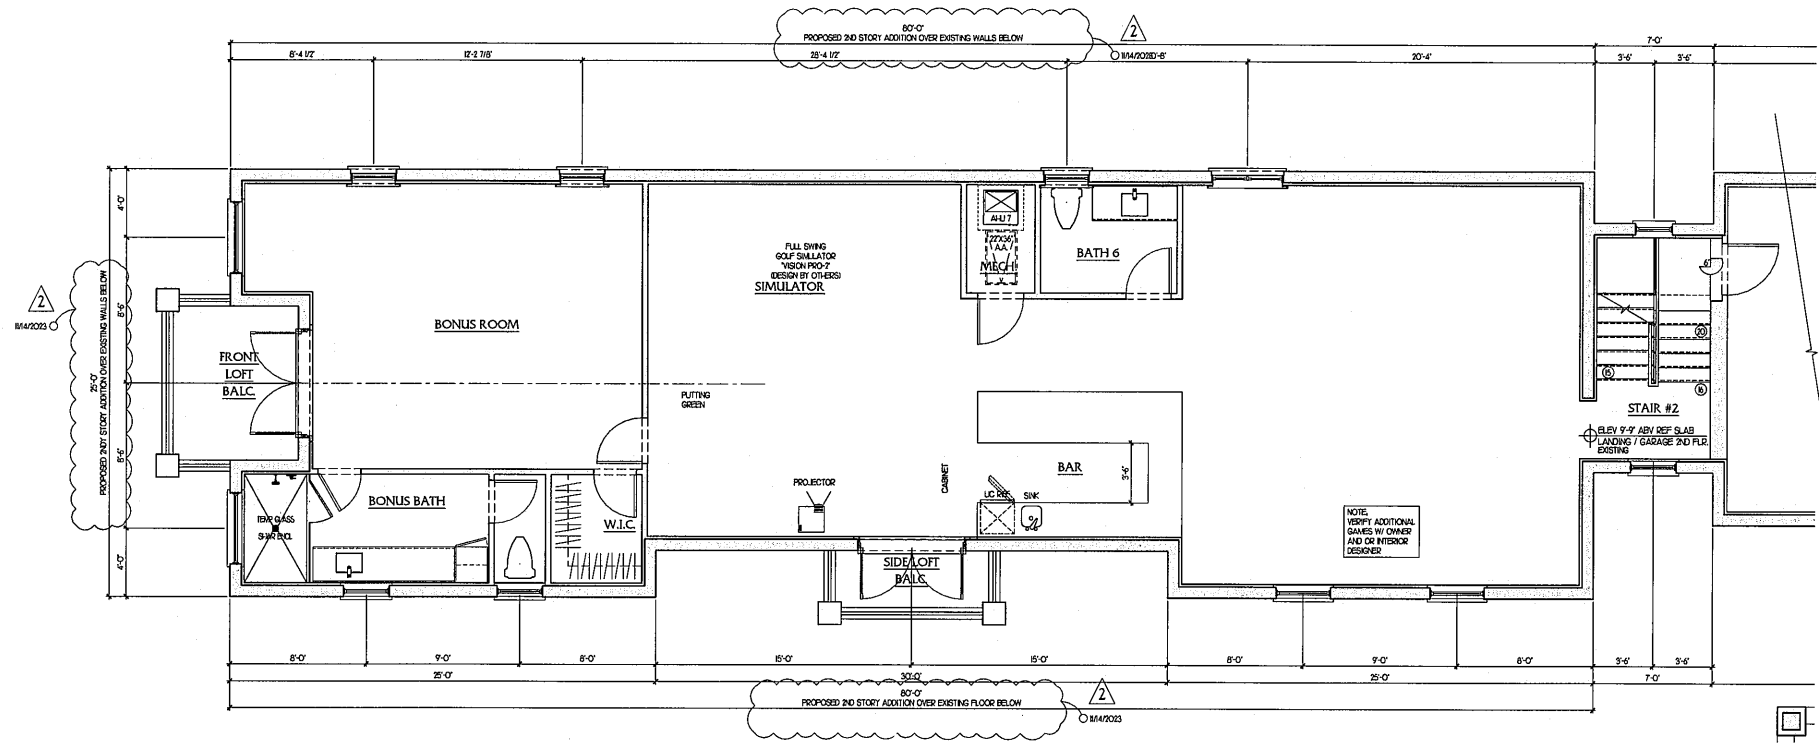 80'-0"
PROPOSED 2ND STORY ADDITION OVER EXISTING WALLS BELOW
2
7'-0"
8'-4 1/2"
12'-2 7/8"
28'-4 1/2"
11/14/2023
20'-4"
3'-6"
3'-6"
4'-0"
8'-6"
8'-6"
4'-0"
25'-0"
PROPOSED 2NDY STORY ADDITION OVER EXISTING WALLS BELOW
2
11/14/2023
FRONT
LOFT
BALC
BONUS ROOM
FULL SWING
GOLF SIMULATOR
"VISION PRO-2"
(DESIGN BY OTHERS)
SIMULATOR
AHU 7
22"X36"
A.A.
MECH
BATH 6
PUTTING
GREEN
20
15
16
STAIR #2
ELEV 9'-9" ABV REF SLAB
LANDING / GARAGE 2ND FLR.
EXISTING
BAR
3'-6"
CABINET
U/C REF.
SINK
PROJECTOR
TEMP GLASS
SHWR ENCL
BONUS BATH
W.I.C.
NOTE,
VERIFY ADDITIONAL
GAMES W/ OWNER
AND OR INTERIOR
DESIGNER
SIDE LOFT
BALC
8'-0"
9'-0"
8'-0"
15'-0"
15'-0"
8'-0"
9'-0"
8'-0"
3'-6"
3'-6"
25'-0"
30'-0"
25'-0"
7'-0"
80'-0"
PROPOSED 2ND STORY ADDITION OVER EXISTING FLOOR BELOW
2
11/14/2023